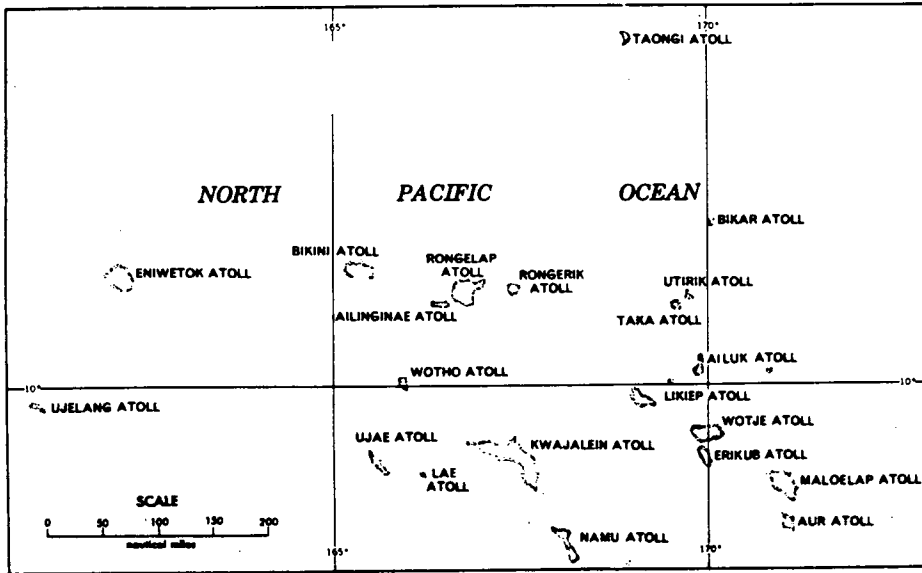 165°
170°
TAONGI ATOLL
NORTH PACIFIC OCEAN
BIKAR ATOLL
BIKINI ATOLL
ENIWETOK ATOLL
RONGELAP
ATOLL
RONGERIK
ATOLL
UTIRIK ATOLL
AILINGINAE ATOLL
TAKA ATOLL
AILUK ATOLL
WOTHO ATOLL
10°
10°
UJELANG ATOLL
LIKIEP ATOLL
WOTJE ATOLL
UJAE ATOLL
KWAJALEIN ATOLL
ERIKUB ATOLL
LAE
ATOLL
MALOELAP
ATOLL
SCALE
0 50 100 150 200
nautical miles
AUR ATOLL
NAMU ATOLL
165°
170°